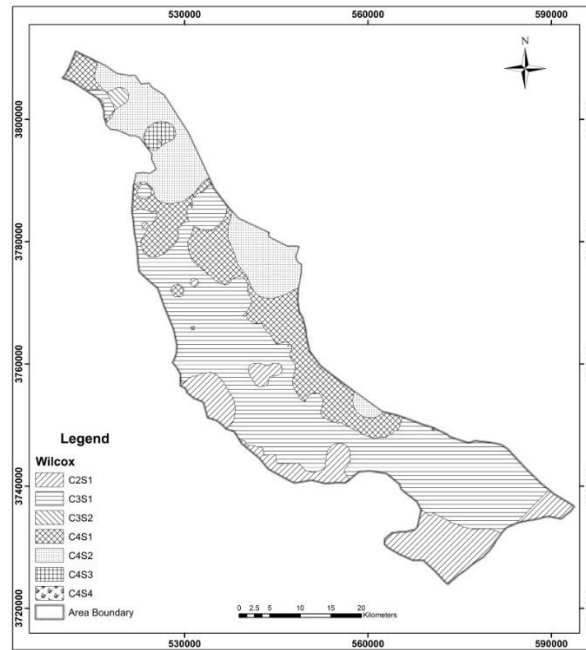 530000 560000 590000
N
3800000
3780000
3760000
3740000
3720000
Legend
Wilcox
C2S1
C3S1
C3S2
C4S1
C4S2
C4S3
C4S4
Area Boundary
0 2.5 5 10 15 20
Kilometers
530000 560000 590000